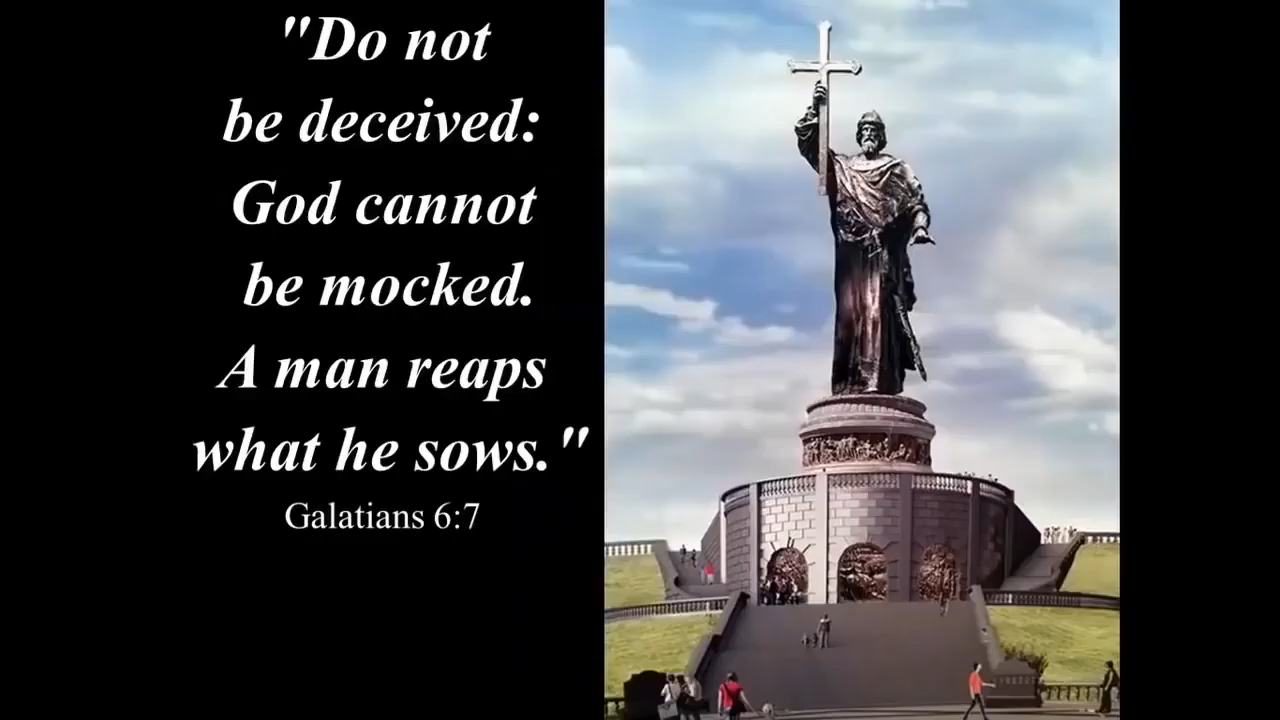 "Do not
be deceived:
God cannot
be mocked.
A man reaps
what he sows."
Galatians 6:7